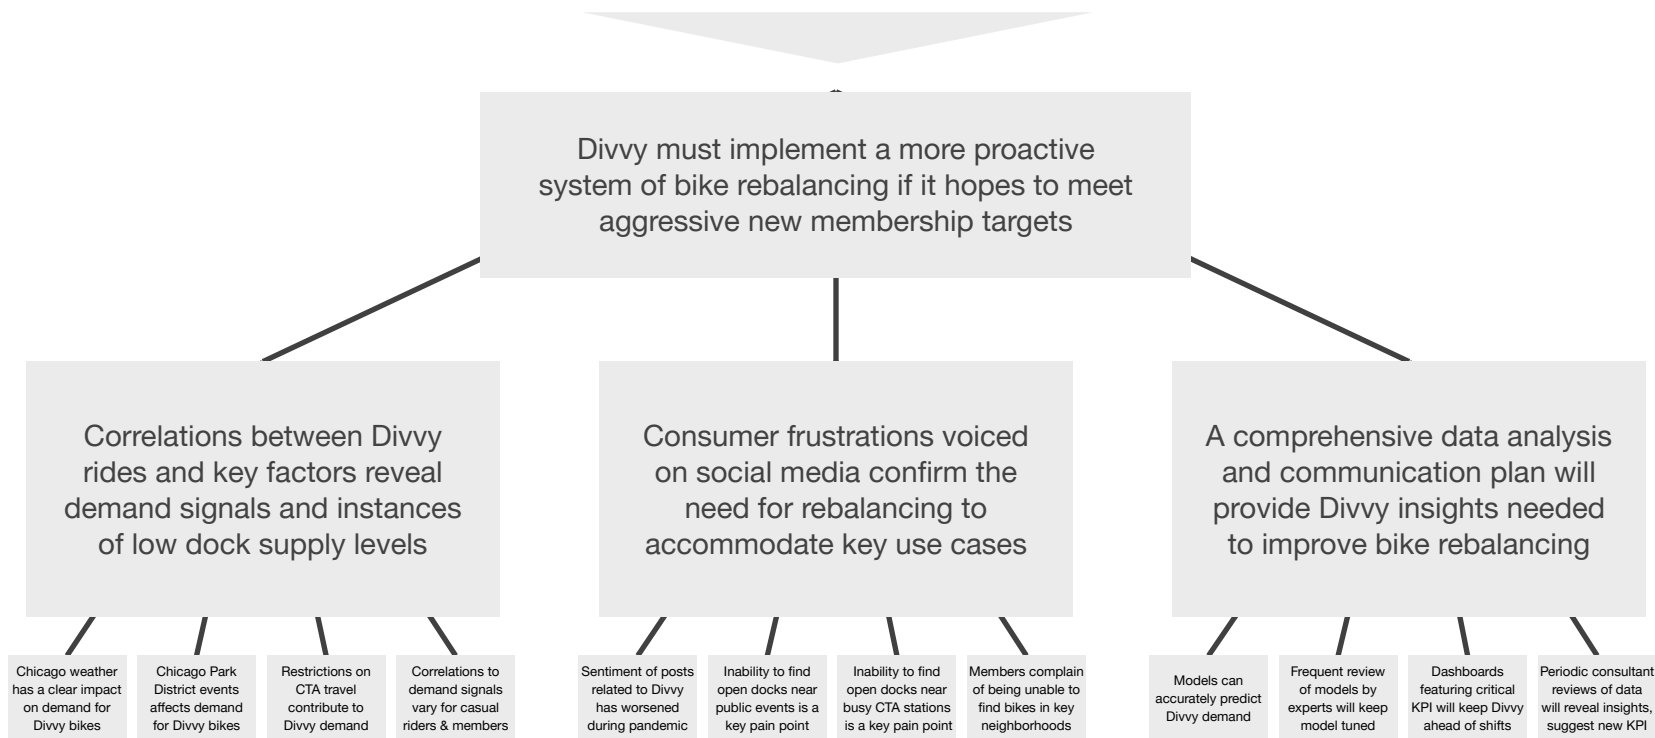 Divvy must implement a more proactive
system of bike rebalancing if it hopes to meet
aggressive new membership targets
Correlations between Divvy
rides and key factors reveal
demand signals and instances
of low dock supply levels
Consumer frustrations voiced
on social media confirm the
need for rebalancing to
accommodate key use cases
A comprehensive data analysis
and communication plan will
provide Divvy insights needed
to improve bike rebalancing
Chicago weather
has a clear impact
on demand for
Divvy bikes
Chicago Park
District events
affects demand
for Divvy bikes
Restrictions on
CTA travel
contribute to
Divvy demand
Correlations to
demand signals
vary for casual
riders & members
Sentiment of posts
related to Divvy
has worsened
during pandemic
Inability to find
open docks near
public events is a
key pain point
Inability to find
open docks near
busy CTA stations
is a key pain point
Members complain
of being unable to
find bikes in key
neighborhoods
Models can
accurately predict
Divvy demand
Frequent review
of models by
experts will keep
model tuned
Dashboards
featuring critical
KPI will keep Divvy
ahead of shifts
Periodic consultant
reviews of data
will reveal insights,
suggest new KPI